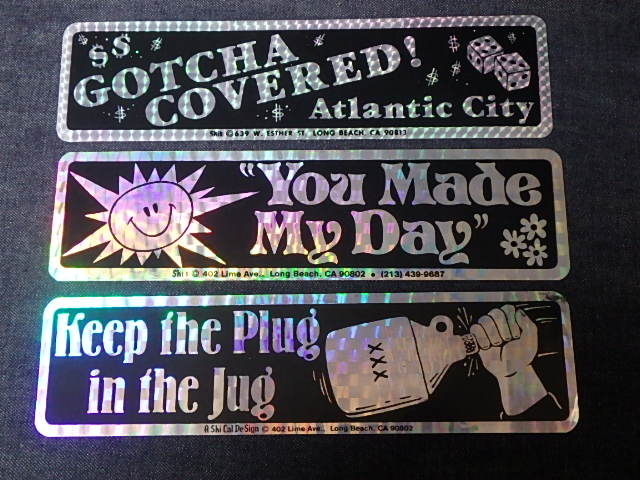 $ $
GOTCHA
COVERED!
Atlantic City
Skit © 639 W. ESTHER ST. LONG BEACH, CA 90813
"You Made
My Day"
Skit © 402 Lime Ave., Long Beach, CA 90802 • (213) 439-9687
Keep the Plug
in the Jug
XXX
A Ski Cal DeSign © 402 Lime Ave., Long Beach, CA 90802